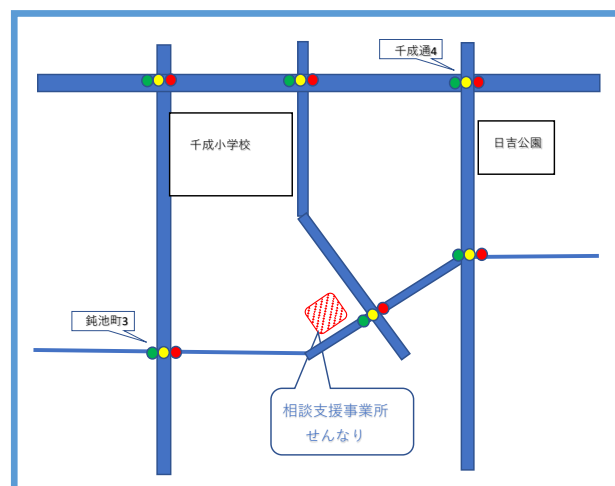 千成通4
千成小学校
日吉公園
鈍池町3
相談支援事業所
せんなり